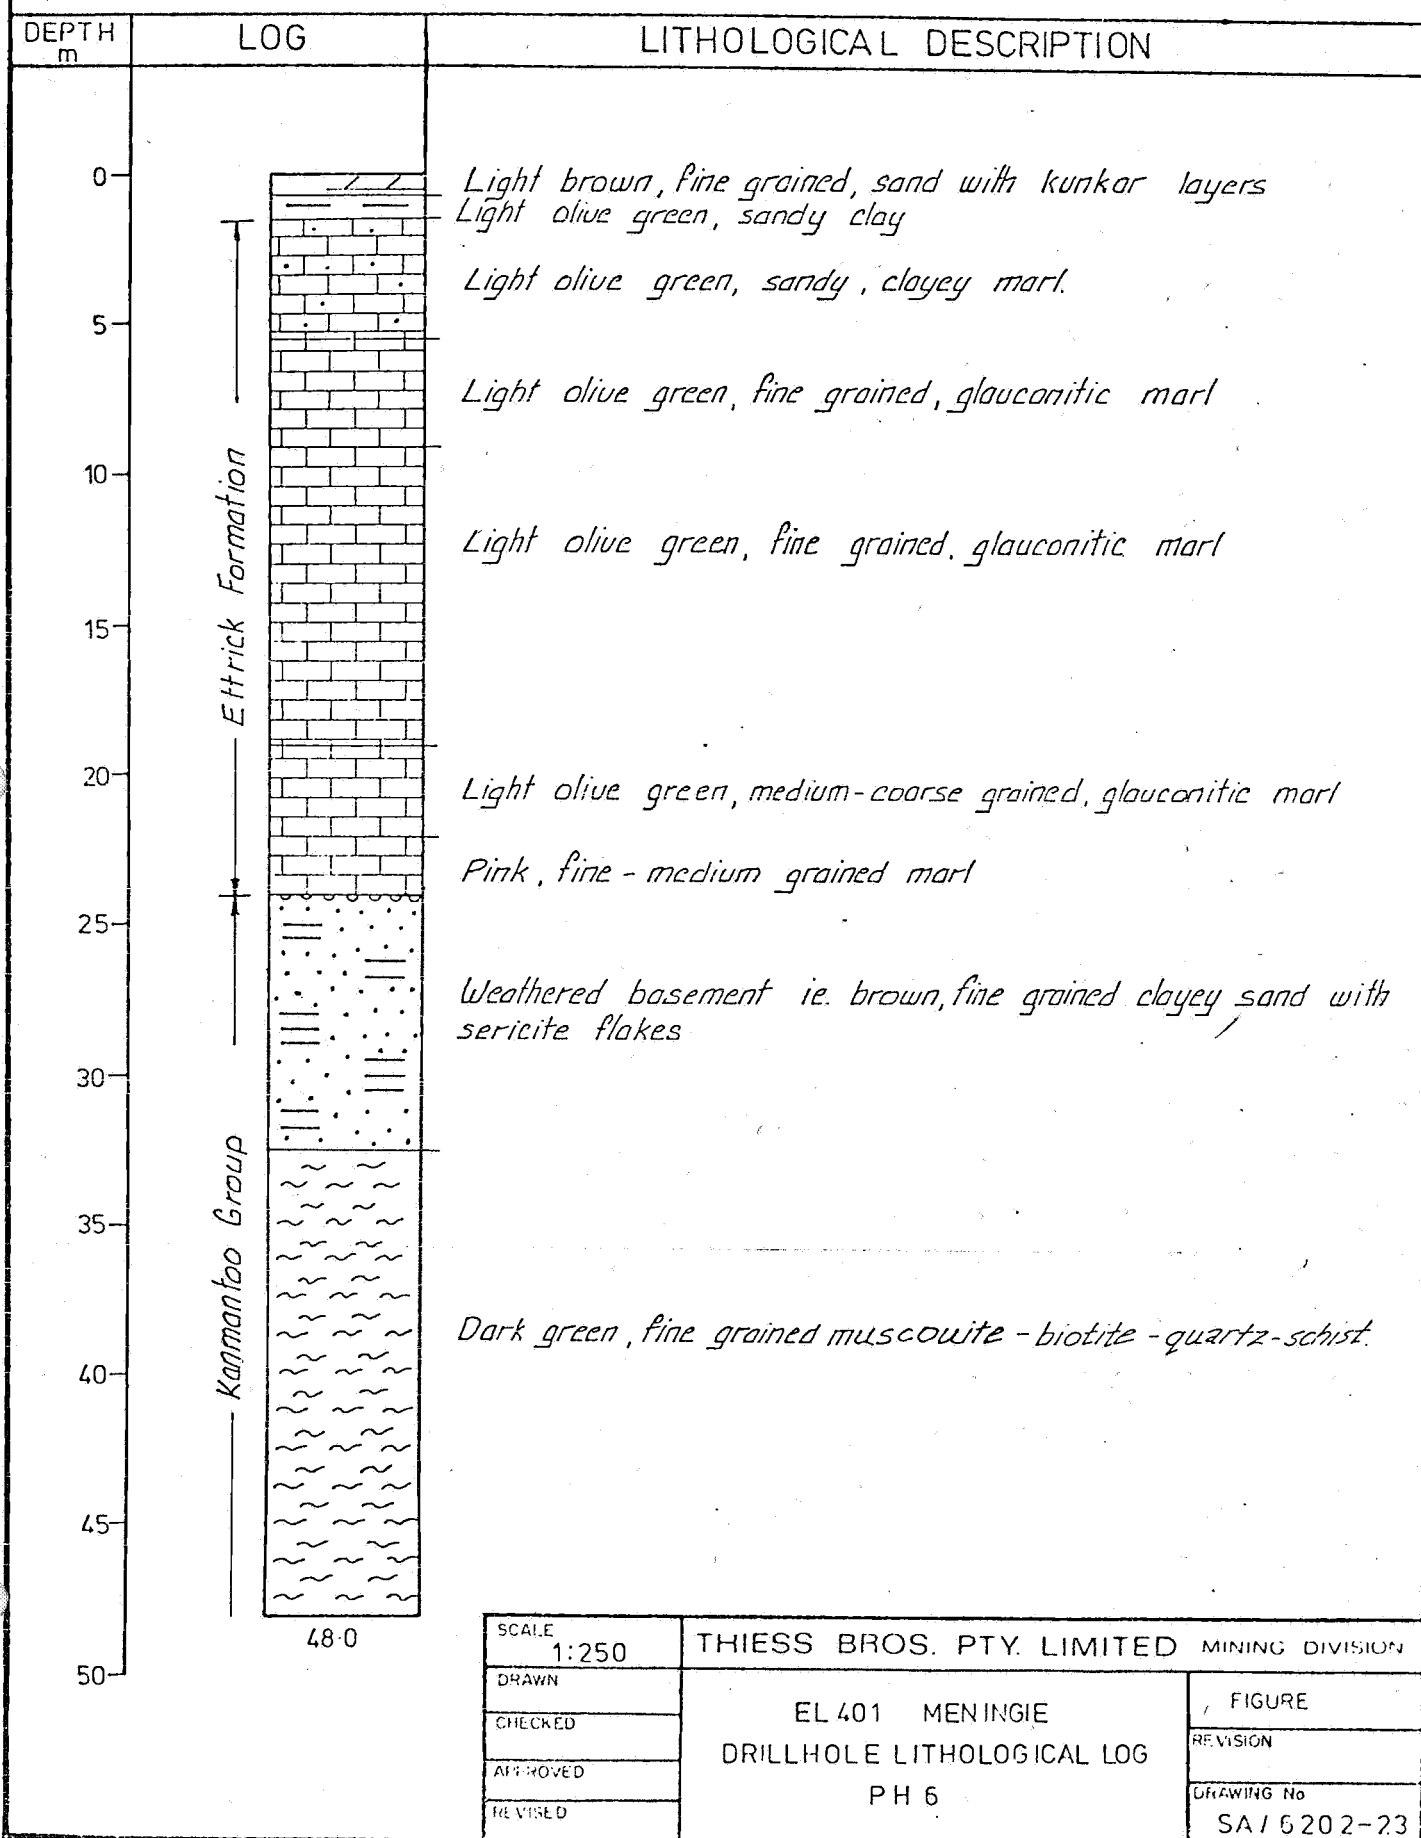 DEPTH
m
LOG
LITHOLOGICAL DESCRIPTION
0
Light brown, fine grained, sand with kunkar layers
Light olive green, sandy clay
Light olive green, sandy, clayey marl.
5
Light olive green, fine grained, glauconitic marl
10
Ettrick Formation
Light olive green, fine grained, glauconitic marl
15
20
Light olive green, medium-coarse grained, glauconitic marl
Pink, fine - medium grained marl
25
Weathered basement ie. brown, fine grained clayey sand with
sericite flakes
30
35
Kanmantoo Group
Dark green, fine grained muscovite - biotite - quartz - schist.
40
45
48·0
50
SCALE
1:250
THIESS BROS. PTY. LIMITED MINING DIVISION
DRAWN
CHECKED
APPROVED
REVISED
EL 401 MENINGIE
DRILLHOLE LITHOLOGICAL LOG
PH 6
FIGURE
REVISION
DRAWING No
SA / 6202-23